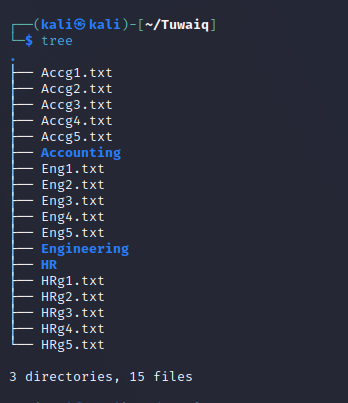 ┌──(kali㉿kali)-[~/Tuwaiq]
└─$ tree
.
├── Accg1.txt
├── Accg2.txt
├── Accg3.txt
├── Accg4.txt
├── Accg5.txt
├── Accounting
├── Eng1.txt
├── Eng2.txt
├── Eng3.txt
├── Eng4.txt
├── Eng5.txt
├── Engineering
├── HR
├── HRg1.txt
├── HRg2.txt
├── HRg3.txt
├── HRg4.txt
└── HRg5.txt
3 directories, 15 files